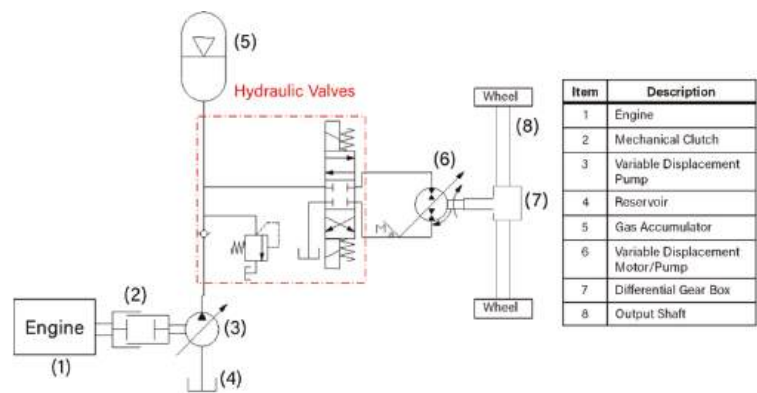 (5)
Hydraulic Valves
Wheel
(8)
(6)
(7)
M
Wheel
(2)
Engine
(1)
(3)
(4)
Item Description
1 Engine
2 Mechanical Clutch
3 Variable Displacement
Pump
4 Reservoir
5 Gas Accumulator
6 Variable Displacement
Motor/Pump
7 Differential Gear Box
8 Output Shaft